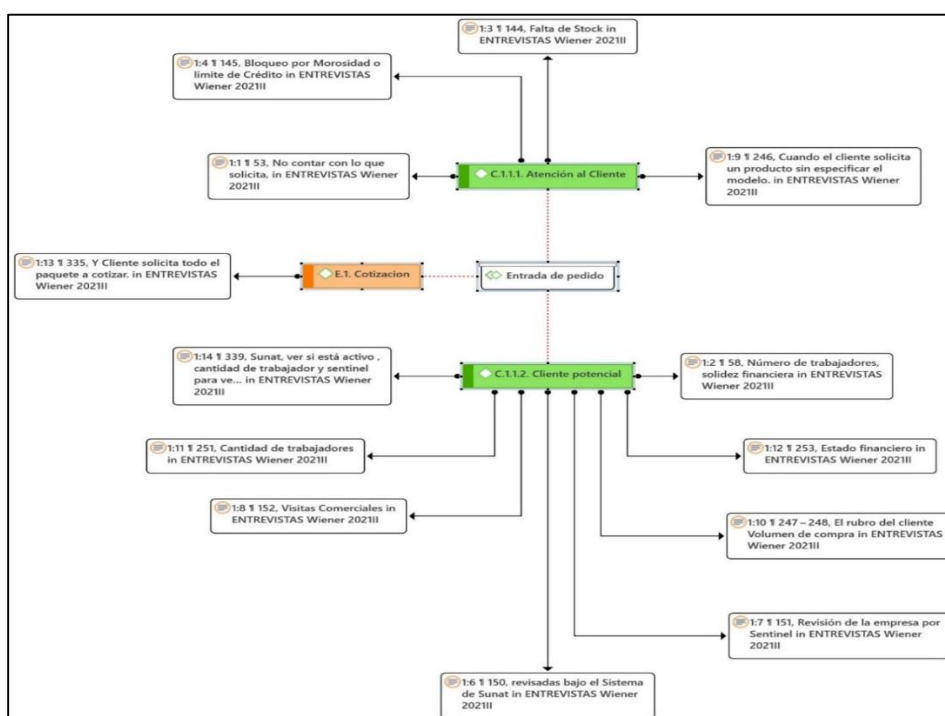 1:3 ¶ 144, Falta de Stock in
ENTREVISTAS Wiener 2021II
1:4 ¶ 145, Bloqueo por Morosidad o
límite de Crédito in ENTREVISTAS
Wiener 2021II
1:1 ¶ 53, No contar con lo que
solicita, in ENTREVISTAS Wiener
2021II
C.1.1.1. Atención al Cliente
1:9 ¶ 246, Cuando el cliente solicita
un producto sin especificar el
modelo. in ENTREVISTAS Wiener
2021II
1:13 ¶ 335, Y Cliente solicita todo el
paquete a cotizar. in ENTREVISTAS
Wiener 2021II
E.1. Cotizacion
Entrada de pedido
1:14 ¶ 339, Sunat, ver si está activo ,
cantidad de trabajador y sentinel
para ve... in ENTREVISTAS Wiener
2021II
C.1.1.2. Cliente potencial
1:2 ¶ 58, Número de trabajadores,
solidez financiera in ENTREVISTAS
Wiener 2021II
1:11 ¶ 251, Cantidad de trabajadores
in ENTREVISTAS Wiener 2021II
1:12 ¶ 253, Estado financiero in
ENTREVISTAS Wiener 2021II
1:8 ¶ 152, Visitas Comerciales in
ENTREVISTAS Wiener 2021II
1:10 ¶ 247 – 248, El rubro del cliente
Volumen de compra in ENTREVISTAS
Wiener 2021II
1:7 ¶ 151, Revisión de la empresa por
Sentinel in ENTREVISTAS Wiener
2021II
1:6 ¶ 150, revisadas bajo el Sistema
de Sunat in ENTREVISTAS Wiener
2021II